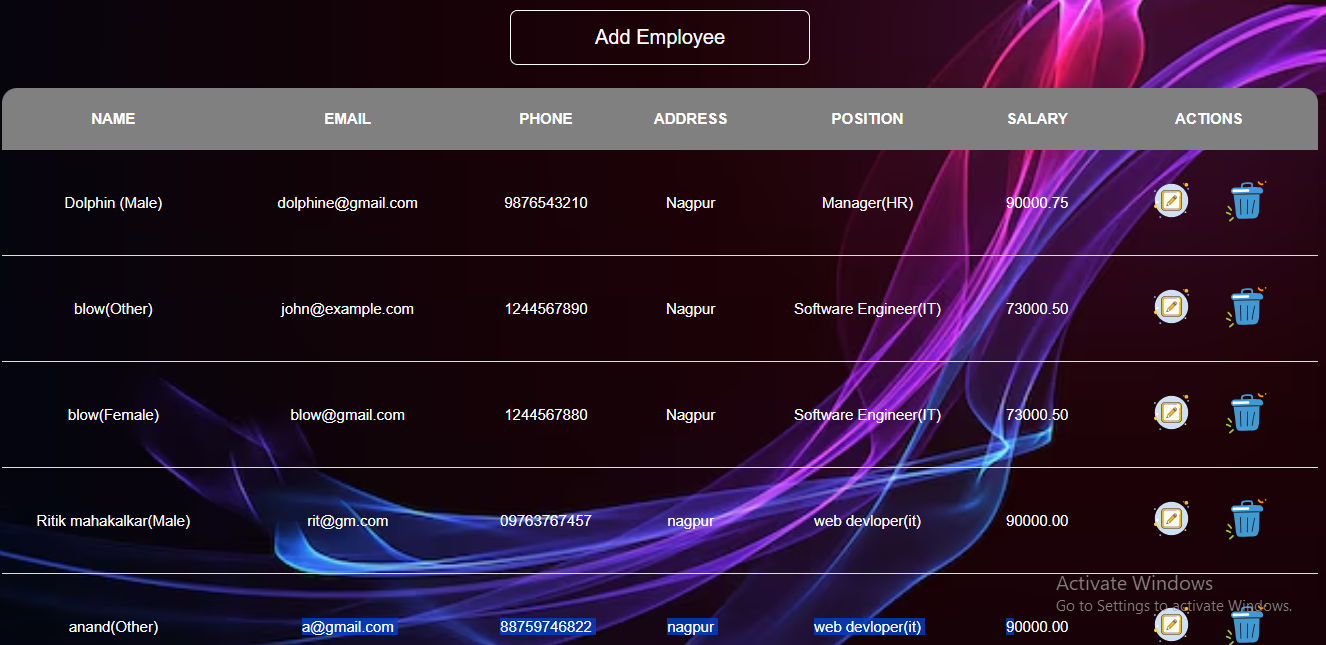 Add Employee
NAME EMAIL PHONE ADDRESS POSITION SALARY ACTIONS
Dolphin (Male) dolphine@gmail.com 9876543210 Nagpur Manager(HR) 90000.75
blow(Other) john@example.com 1244567890 Nagpur Software Engineer(IT) 73000.50
blow(Female) blow@gmail.com 1244567880 Nagpur Software Engineer(IT) 73000.50
Ritik mahakalkar(Male) rit@gm.com 09763767457 nagpur web devloper(it) 90000.00
anand(Other) a@gmail.com 88759746822 nagpur web devloper(it) 90000.00
Activate Windows
Go to Settings to activate Windows.